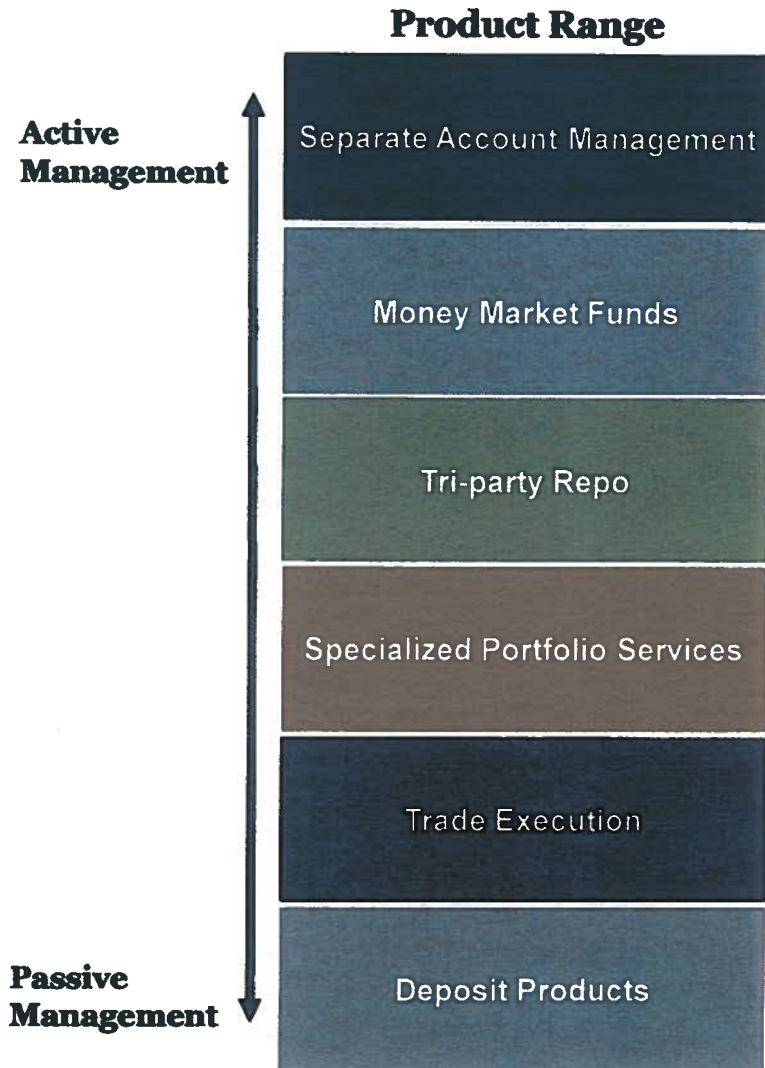 Product Range
Active
Management
Separate Account Management
Money Market Funds
Tri-party Repo
Specialized Portfolio Services
Trade Execution
Passive
Management
Deposit Products